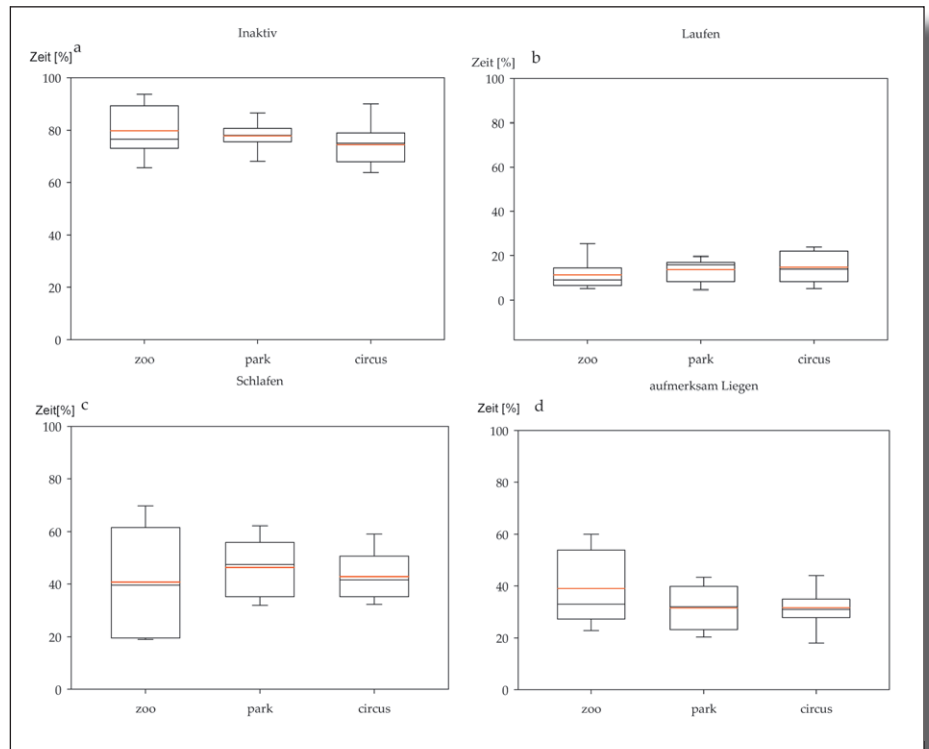 Inaktiv
Zeit [%] a
100
80
60
40
20
0
zoo park circus
Laufen
Zeit [%] b
100
80
60
40
20
0
zoo park circus
Schlafen
Zeit[%] c
100
80
60
40
20
0
zoo park circus
aufmerksam Liegen
Zeit [%] d
100
80
60
40
20
0
zoo park circus